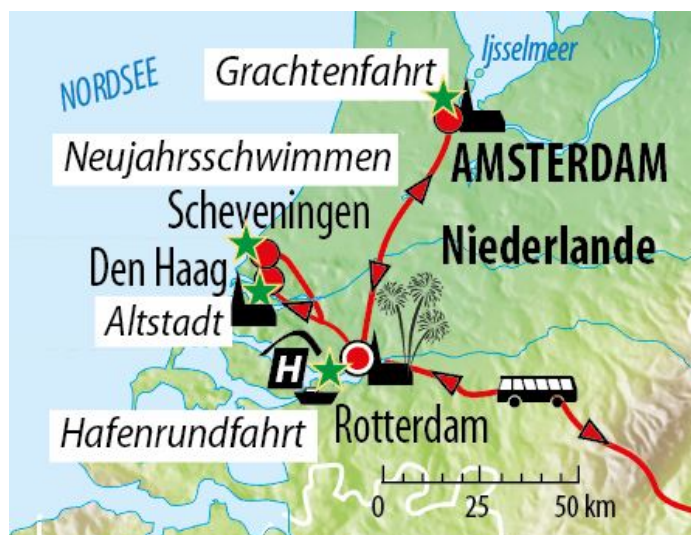 Ijsselmeer
NORDSEE
Grachtenfahrt
Neujahrsschwimmen
AMSTERDAM
Scheveningen
Niederlande
Den Haag
Altstadt
H
Hafenrundfahrt
Rotterdam
0 25 50 km